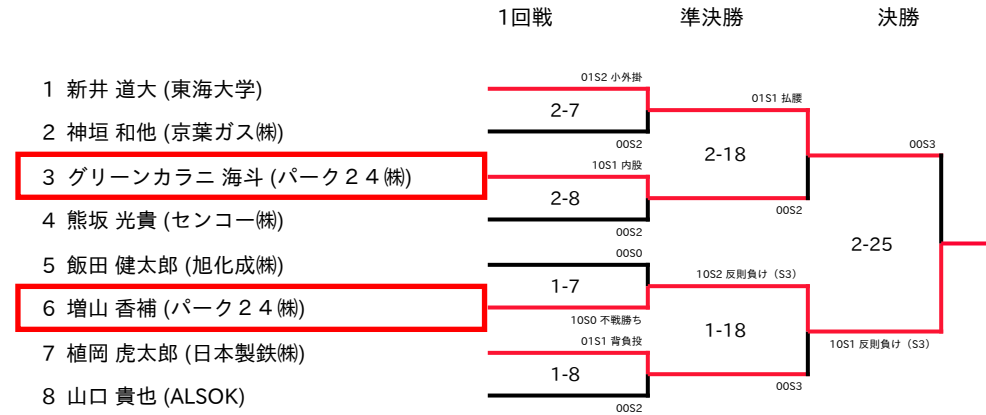 1回戦 準決勝 決勝
01S2 小外掛
1 新井 道大 (東海大学)
01S1 払腰
2-7
2 神垣 和他 (京葉ガス㈱)
00S2
00S3
2-18
10S1 内股
3 グリーンカラニ 海斗 (パーク２４㈱)
2-8
00S2
4 熊坂 光貴 (センコー㈱)
00S2
2-25
00S0
5 飯田 健太郎 (旭化成㈱)
10S2 反則負け（S3）
1-7
6 増山 香補 (パーク２４㈱)
10S0 不戦勝ち
1-18
01S1 背負投
10S1 反則負け（S3）
7 植岡 虎太郎 (日本製鉄㈱)
1-8
00S3
8 山口 貴也 (ALSOK)
00S2